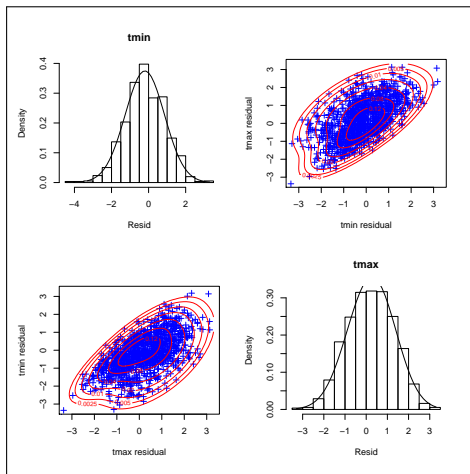 tmin
Density
0.0 0.1 0.2 0.3 0.4
−4 −2 0 2
Resid
tmax residual
−3 −2 −1 0 1 2 3
−3 −2 −1 0 1 2 3
tmin residual
tmin residual
−3 −2 −1 0 1 2 3
0.0025
−3 −2 −1 0 1 2 3
tmax residual
tmax
Density
0.00 0.10 0.20 0.30
−3 −2 −1 0 1 2 3
Resid